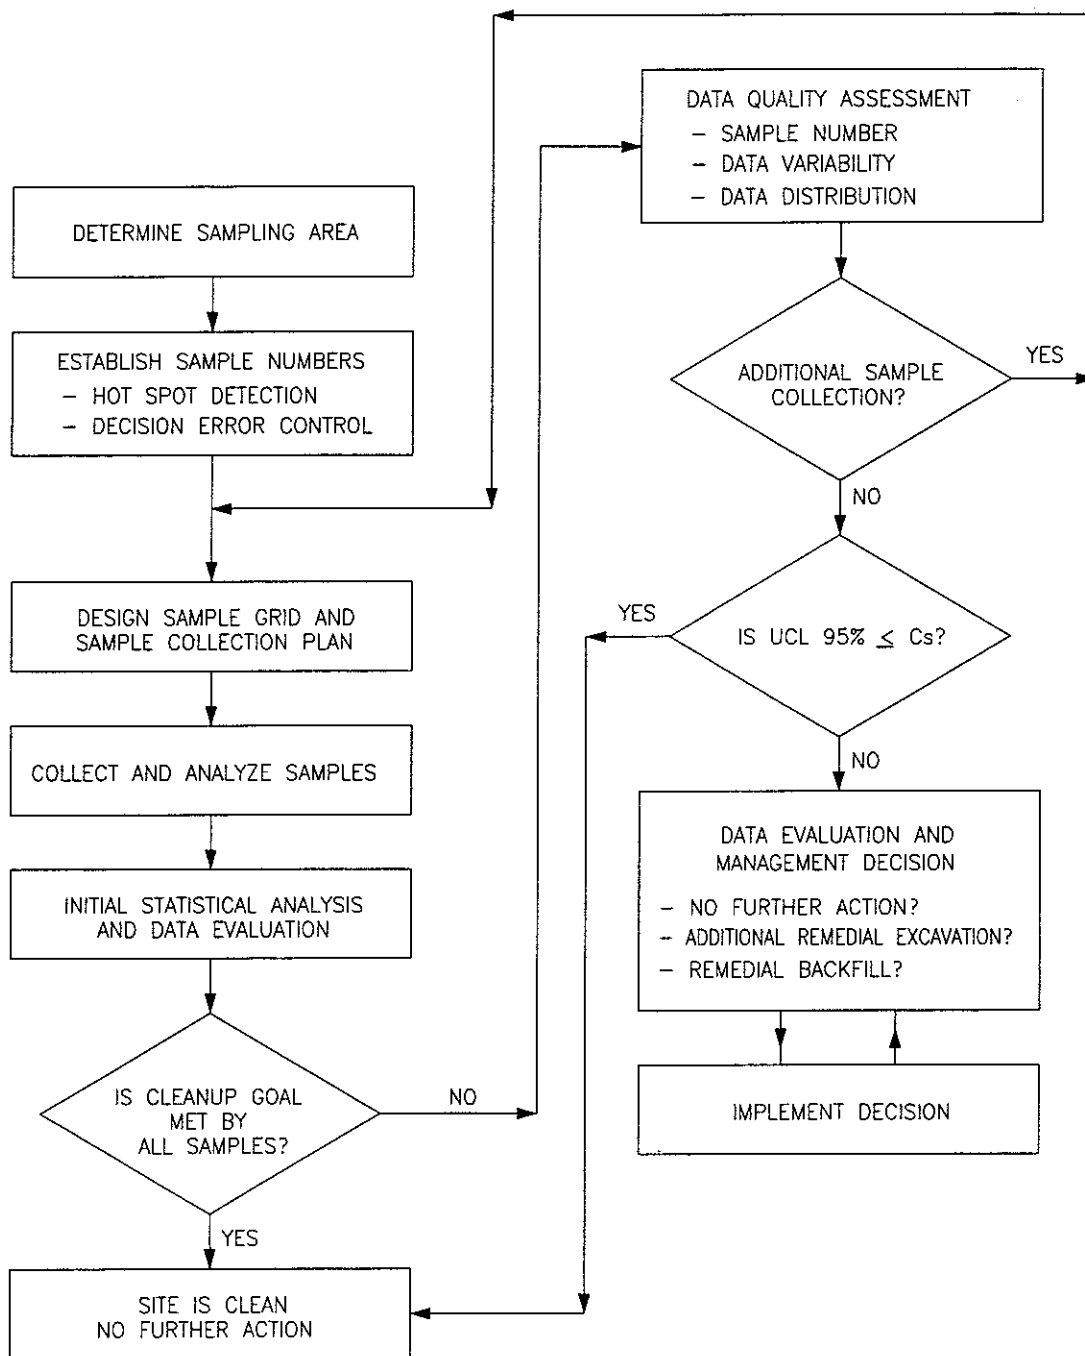 DETERMINE SAMPLING AREA
ESTABLISH SAMPLE NUMBERS
- HOT SPOT DETECTION
- DECISION ERROR CONTROL
DESIGN SAMPLE GRID AND
SAMPLE COLLECTION PLAN
COLLECT AND ANALYZE SAMPLES
INITIAL STATISTICAL ANALYSIS
AND DATA EVALUATION
IS CLEANUP GOAL
MET BY
ALL SAMPLES?
NO
YES
SITE IS CLEAN
NO FURTHER ACTION
DATA QUALITY ASSESSMENT
- SAMPLE NUMBER
- DATA VARIABILITY
- DATA DISTRIBUTION
ADDITIONAL SAMPLE
COLLECTION?
YES
NO
IS UCL 95% ≤ Cs?
YES
NO
DATA EVALUATION AND
MANAGEMENT DECISION
- NO FURTHER ACTION?
- ADDITIONAL REMEDIAL EXCAVATION?
- REMEDIAL BACKFILL?
IMPLEMENT DECISION